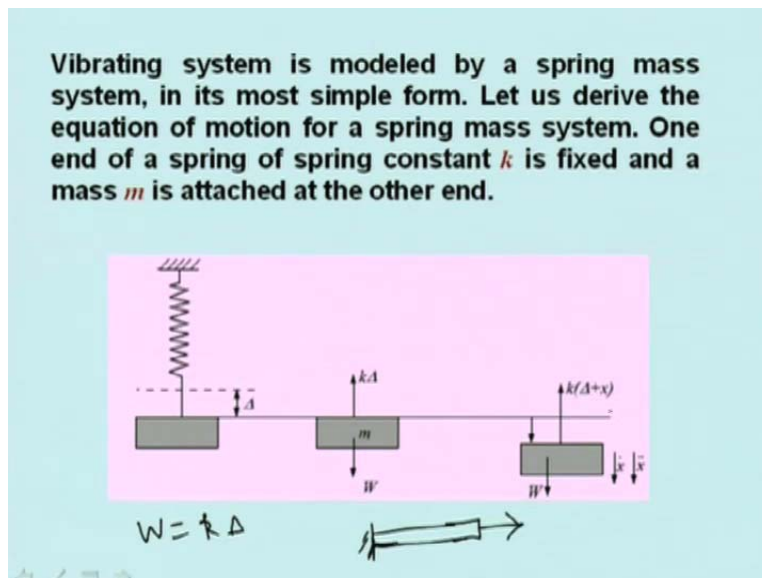 Vibrating system is modeled by a spring mass
system, in its most simple form. Let us derive the
equation of motion for a spring mass system. One
end of a spring of spring constant k is fixed and a
mass m is attached at the other end.
kΔ
k(Δ+x)
Δ
m
ẋ ẍ
W
W
W = kΔ